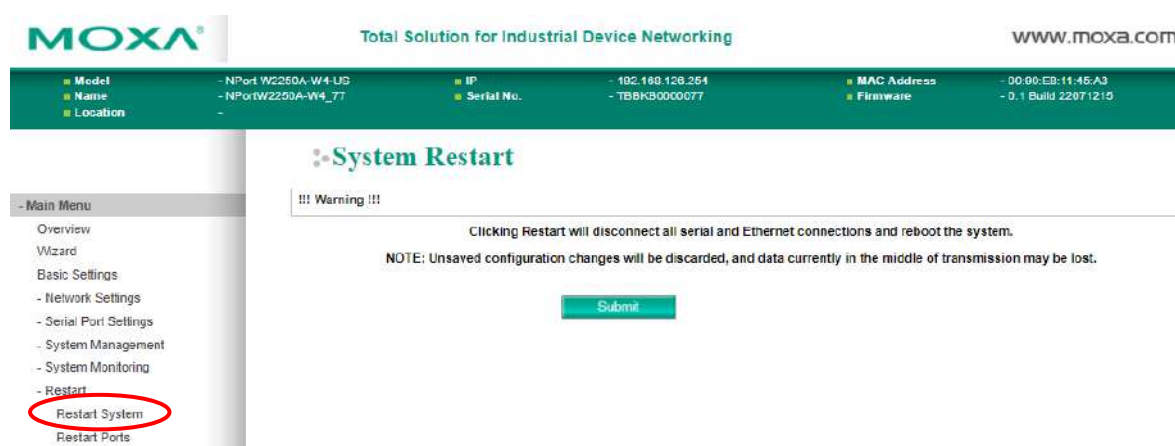 MOXA®
Total Solution for Industrial Device Networking
www.moxa.com
Model - NPort W2250A-W4-US IP - 192.168.126.254 MAC Address - 00:90:E8:11:45:A3
Name - NPortW2250A-W4_77 Serial No. - TBBKB0000077 Firmware - 0.1 Build 22071215
Location -
System Restart
!!! Warning !!!
Clicking Restart will disconnect all serial and Ethernet connections and reboot the system.
NOTE: Unsaved configuration changes will be discarded, and data currently in the middle of transmission may be lost.
Submit
- Main Menu
Overview
Wizard
Basic Settings
- Network Settings
- Serial Port Settings
- System Management
- System Monitoring
- Restart
Restart System
Restart Ports